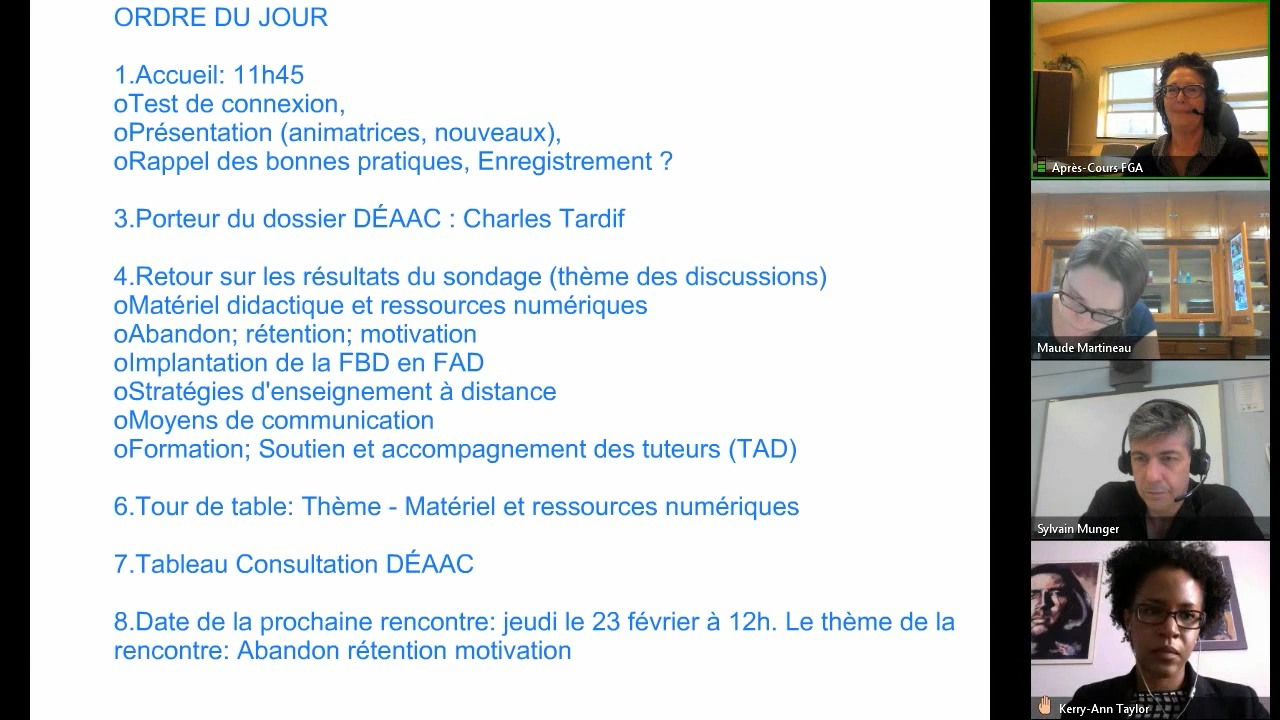 ORDRE DU JOUR
1.Accueil: 11h45
oTest de connexion,
oPrésentation (animatrices, nouveaux),
oRappel des bonnes pratiques, Enregistrement ?
3.Porteur du dossier DÉAAC : Charles Tardif
4.Retour sur les résultats du sondage (thème des discussions)
oMatériel didactique et ressources numériques
oAbandon; rétention; motivation
oImplantation de la FBD en FAD
oStratégies d'enseignement à distance
oMoyens de communication
oFormation; Soutien et accompagnement des tuteurs (TAD)
6.Tour de table: Thème - Matériel et ressources numériques
7.Tableau Consultation DÉAAC
8.Date de la prochaine rencontre: jeudi le 23 février à 12h. Le thème de la
rencontre: Abandon rétention motivation
Après-Cours FGA
Maude Martineau
Sylvain Munger
Kerry-Ann Taylor